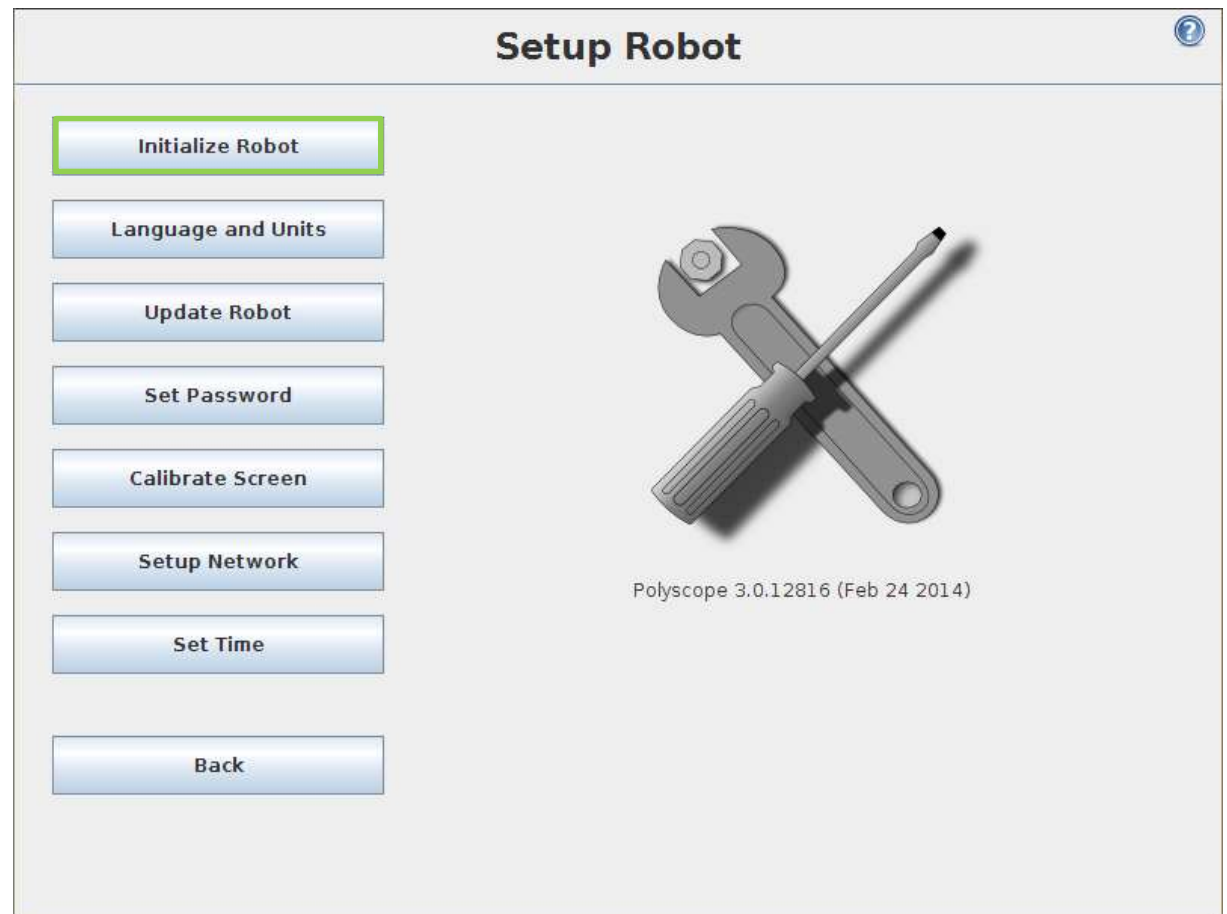 Setup Robot
?
Initialize Robot
Language and Units
Update Robot
Set Password
Calibrate Screen
Setup Network
Set Time
Back
Polyscope 3.0.12816 (Feb 24 2014)